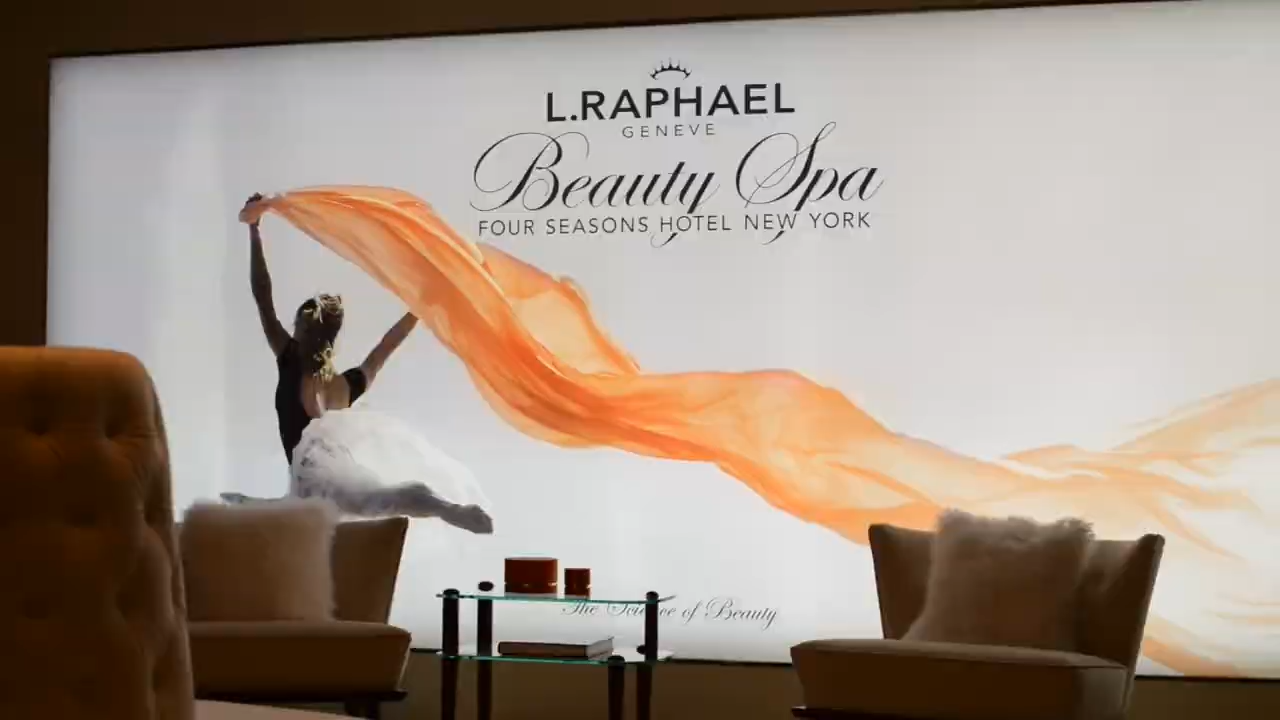 L.RAPHAEL
GENEVE
Beauty Spa
FOUR SEASONS HOTEL NEW YORK
The Science of Beauty